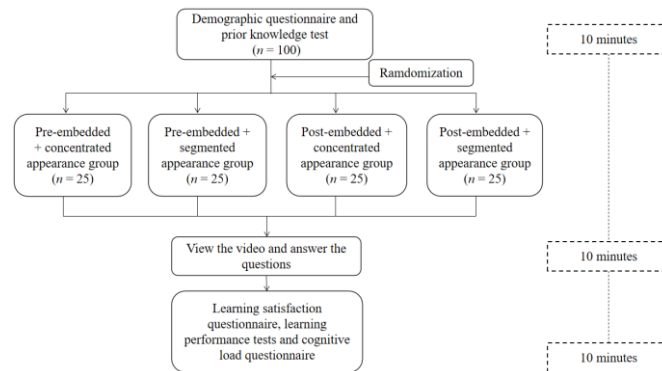 Demographic questionnaire and
prior knowledge test
(n = 100)
10 minutes
Ramdomization
Pre-embedded
+ concentrated
appearance group
(n = 25)
Pre-embedded +
segmented
appearance group
(n = 25)
Post-embedded +
concentrated
appearance group
(n = 25)
Post-embedded +
segmented
appearance group
(n = 25)
View the video and answer the
questions
10 minutes
Learning satisfaction
questionnaire, learning
performance tests and cognitive
load questionnaire
10 minutes